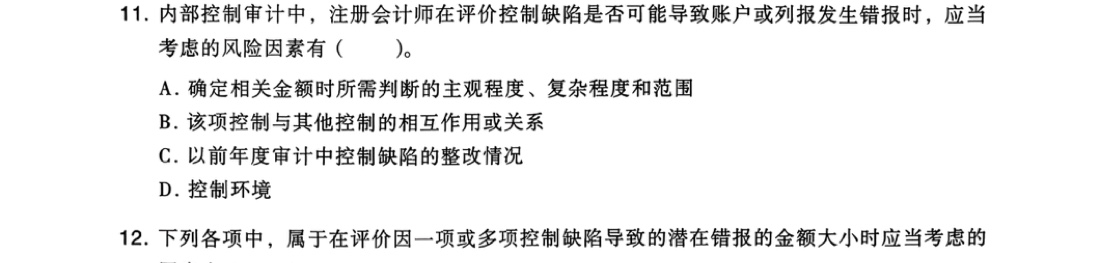 11. 内部控制审计中，注册会计师在评价控制缺陷是否可能导致账户或列报发生错报时，应当
考虑的风险因素有（　　）。
A. 确定相关金额时所需判断的主观程度、复杂程度和范围
B. 该项控制与其他控制的相互作用或关系
C. 以前年度审计中控制缺陷的整改情况
D. 控制环境
12. 下列各项中，属于在评价因一项或多项控制缺陷导致的潜在错报的金额大小时应当考虑的